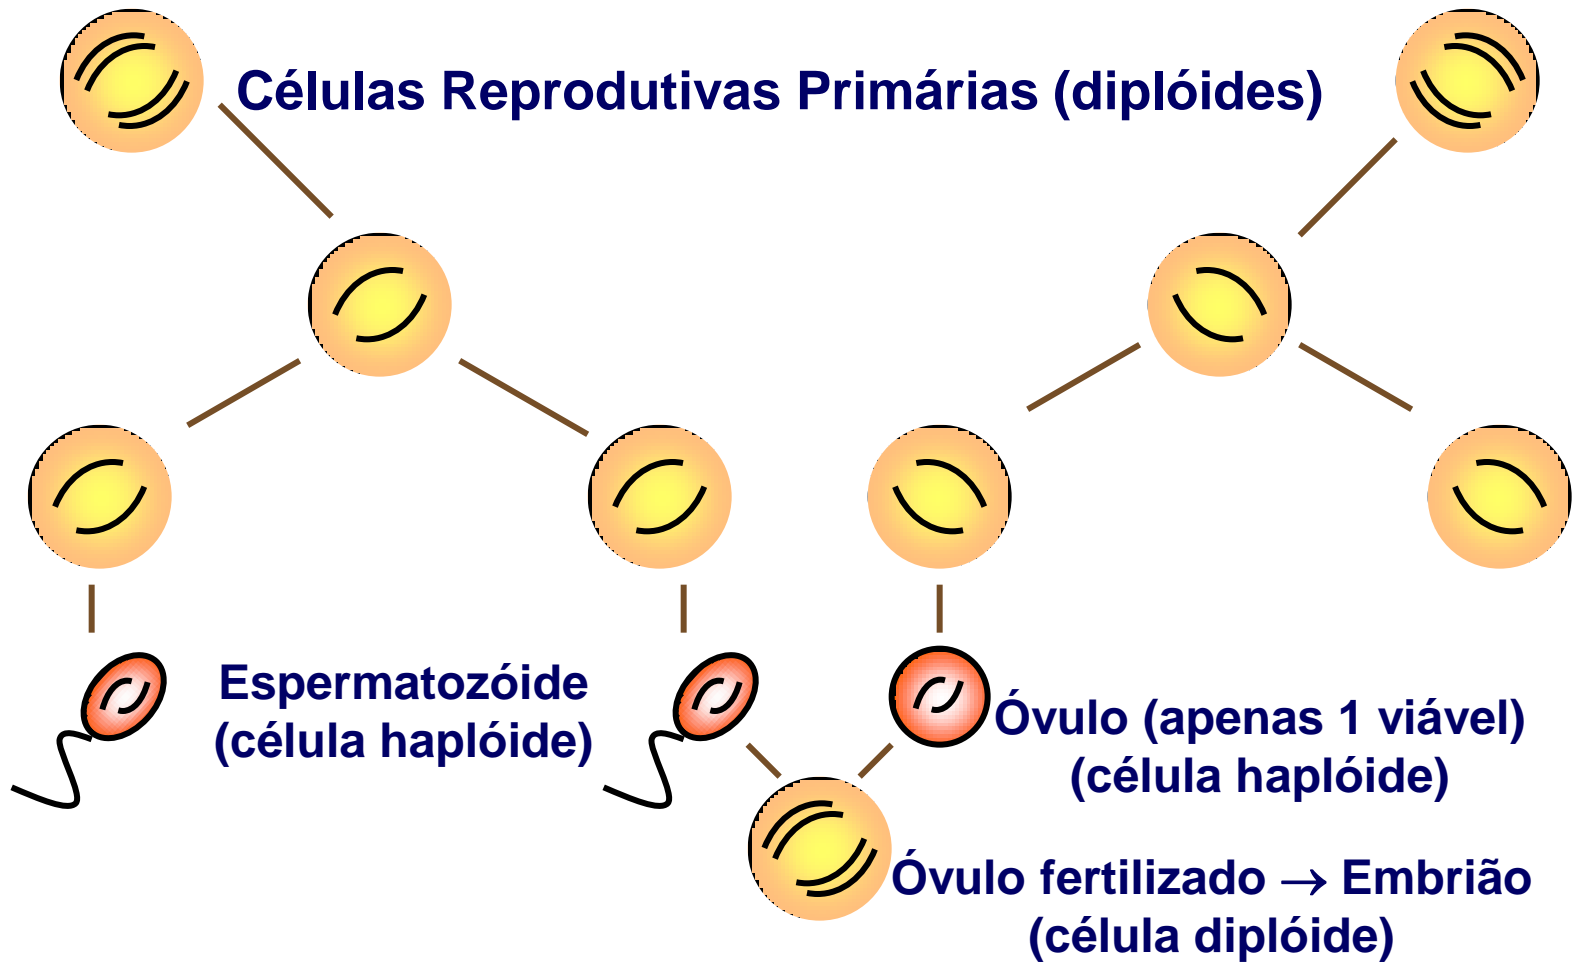 Células Reprodutivas Primárias (diplóides)
Espermatozóide
(célula haplóide)
Óvulo (apenas 1 viável)
(célula haplóide)
Óvulo fertilizado → Embrião
(célula diplóide)